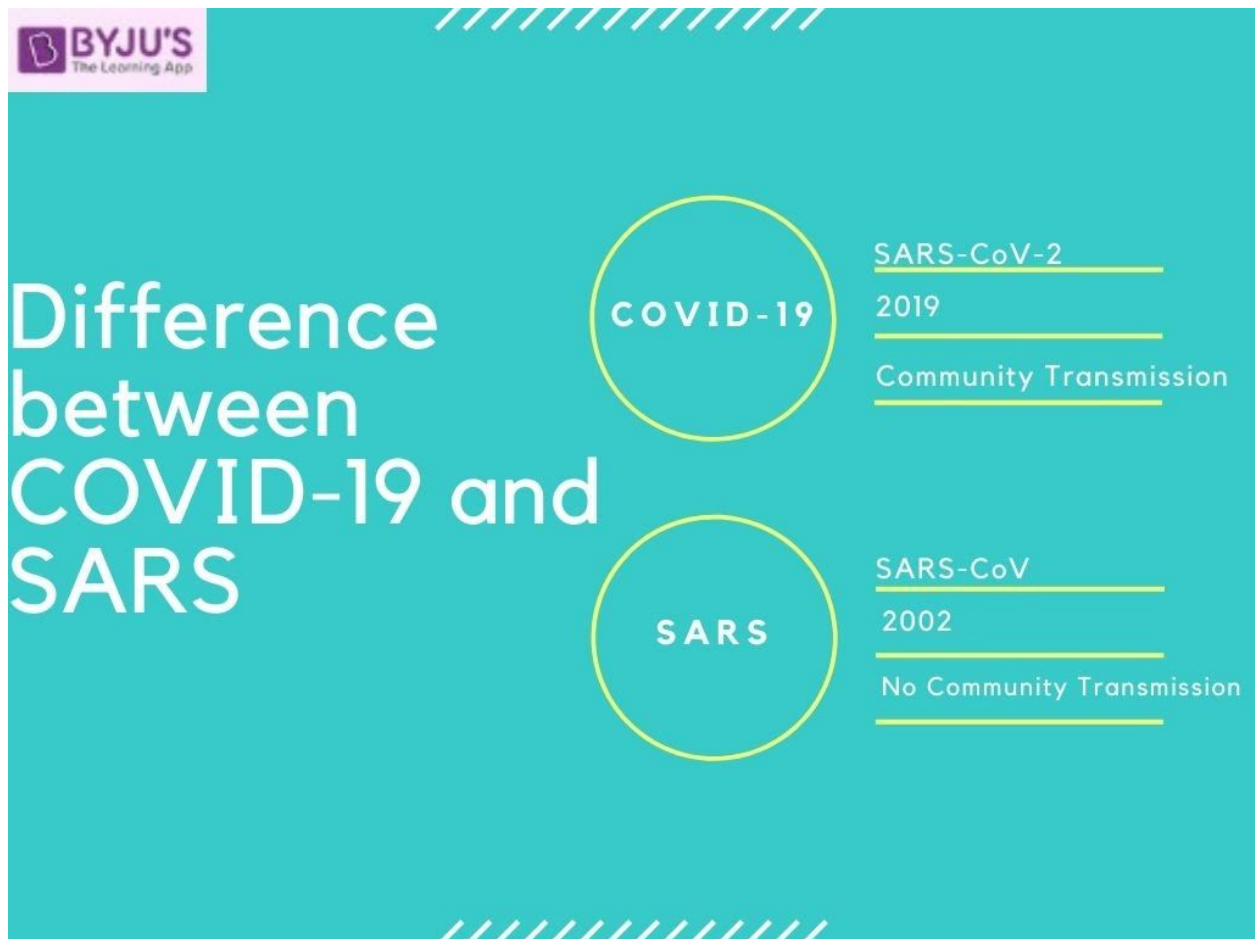 BYJU'S
The Learning App
Difference
between
COVID-19 and
SARS
COVID-19
SARS-CoV-2
2019
Community Transmission
SARS
SARS-CoV
2002
No Community Transmission